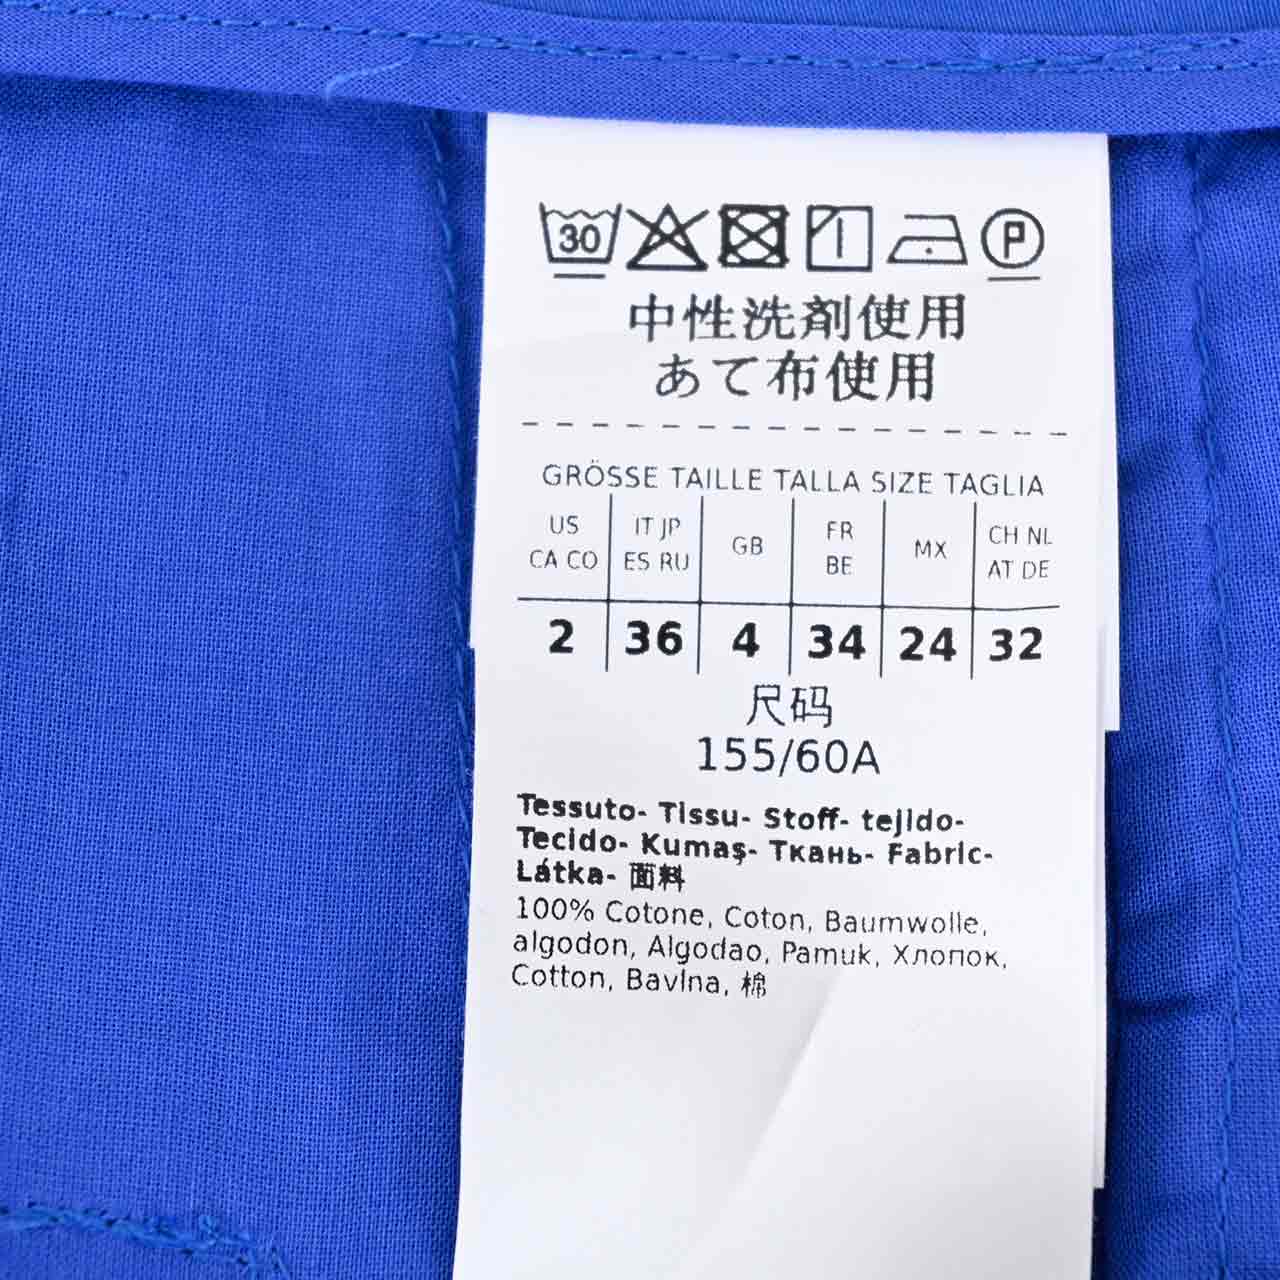 30 P
中性洗剤使用
あて布使用
GRÖSSE TAILLE TALLA SIZE TAGLIA
US IT JP GB FR MX CH NL
CA CO ES RU BE AT DE
2 36 4 34 24 32
尺码
155/60A
Tessuto- Tissu- Stoff- tejido-
Tecido- Kumaş- Ткань- Fabric-
Látka- 面料
100% Cotone, Coton, Baumwolle,
algodon, Algodao, Pamuk, Хлопок,
Cotton, Bavlna, 棉